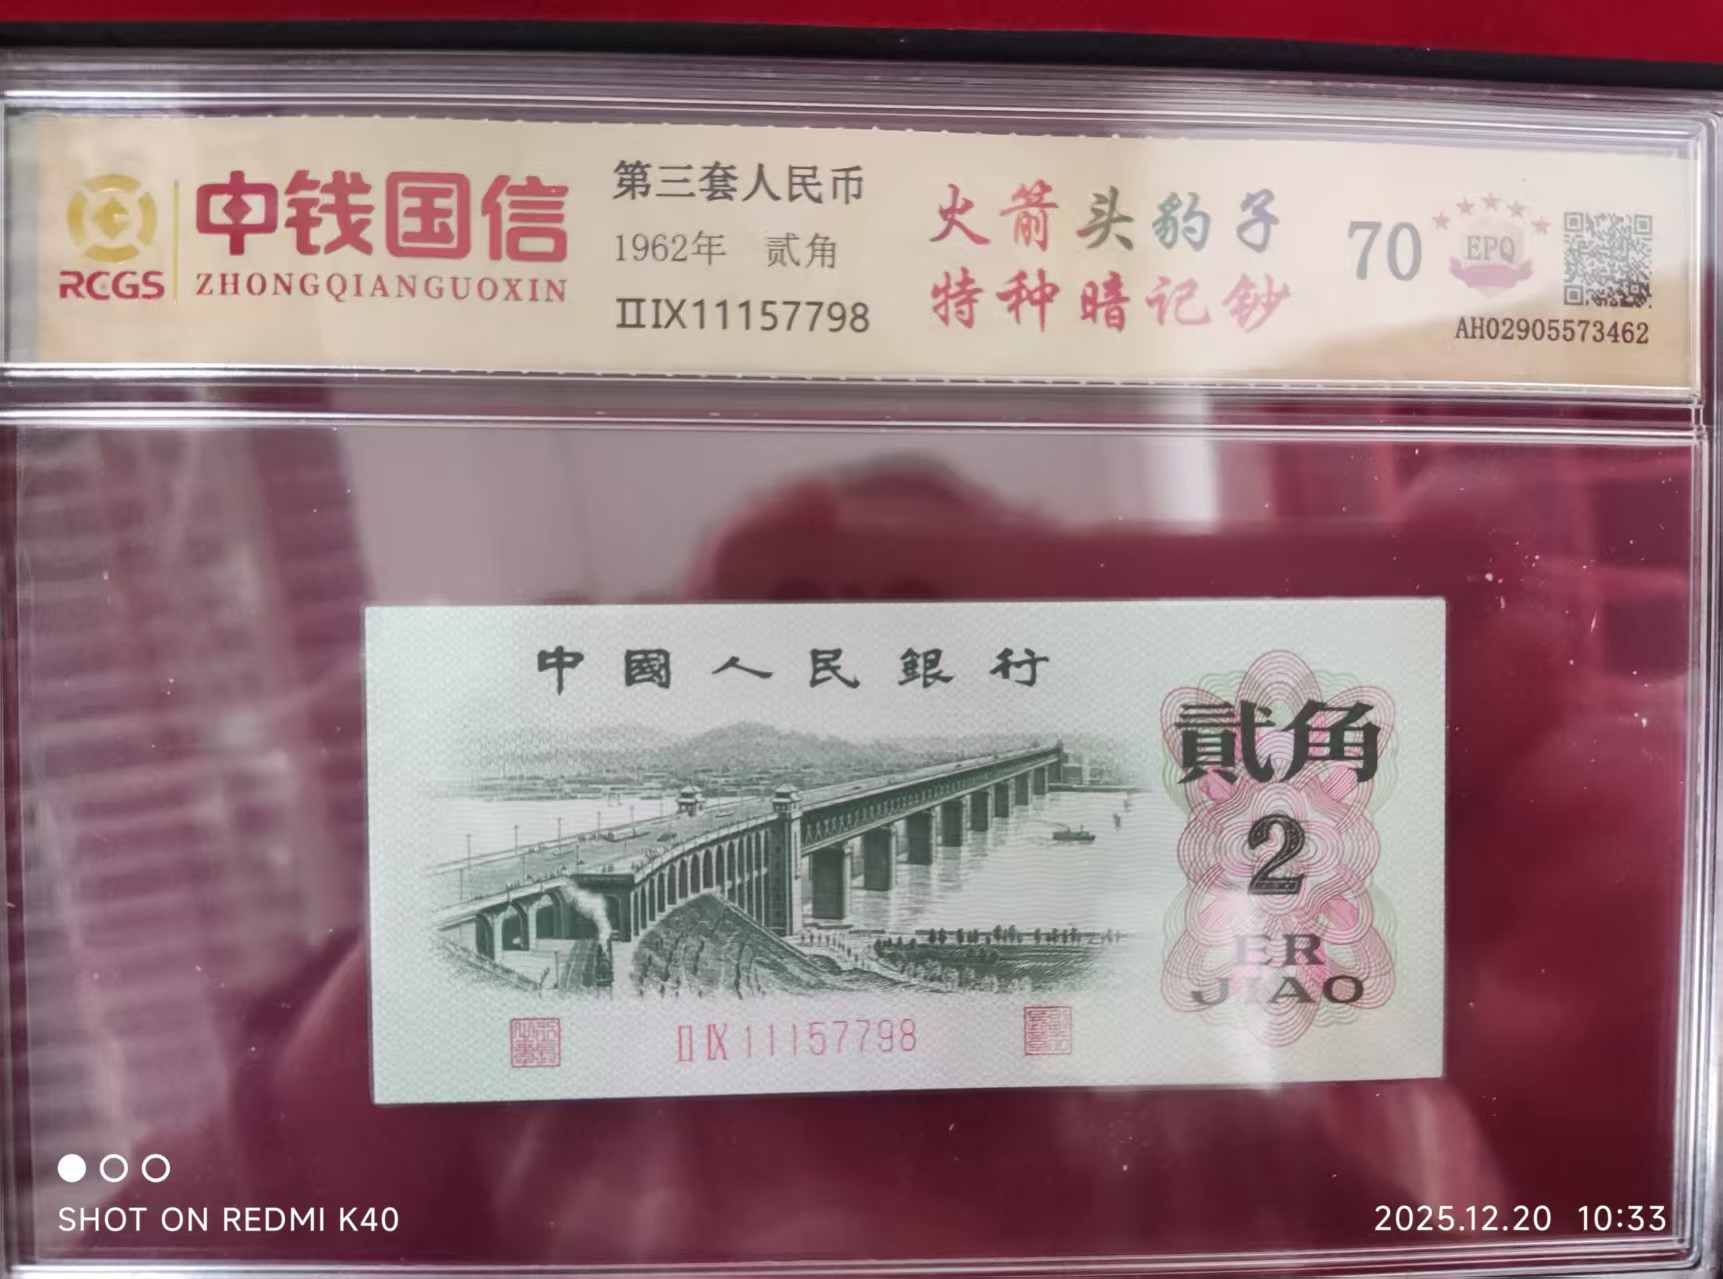 中钱国信
RCGS
ZHONGQIANGUOXIN
第三套人民币
1962年 贰角
ⅡⅨ11157798
火箭头豹子
特种暗记钞
70
EPQ
AH02905573462
中國人民銀行
貳角
2
ER
JIAO
ⅡⅨ11157798
SHOT ON REDMI K40
2025.12.20 10:33